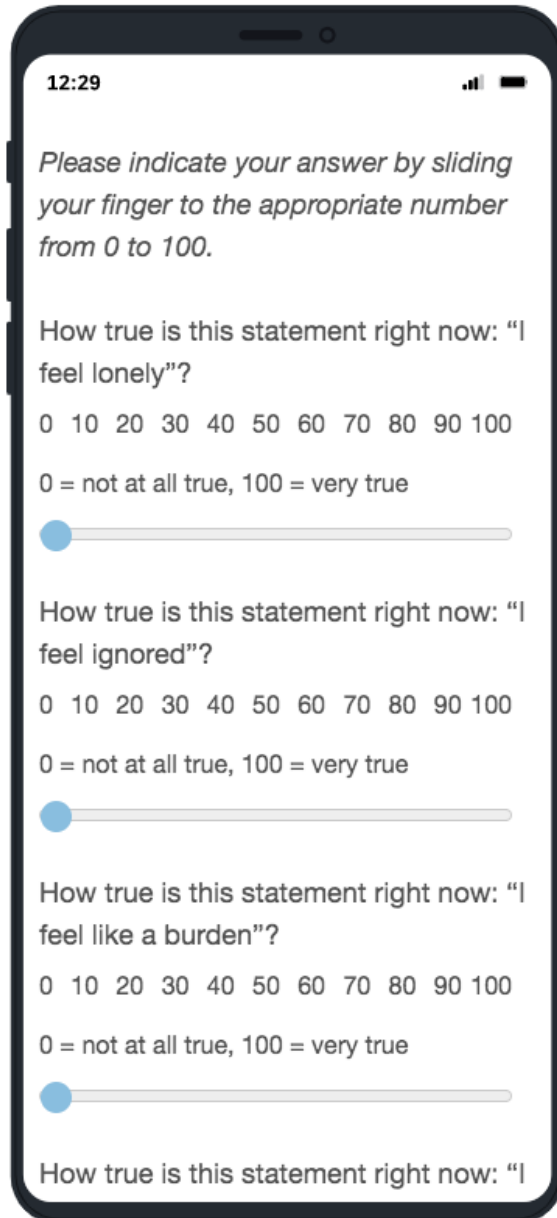 12:29
Please indicate your answer by sliding
your finger to the appropriate number
from 0 to 100.
How true is this statement right now: “I
feel lonely”?
0 10 20 30 40 50 60 70 80 90 100
0 = not at all true, 100 = very true
How true is this statement right now: “I
feel ignored”?
0 10 20 30 40 50 60 70 80 90 100
0 = not at all true, 100 = very true
How true is this statement right now: “I
feel like a burden”?
0 10 20 30 40 50 60 70 80 90 100
0 = not at all true, 100 = very true
How true is this statement right now: “I